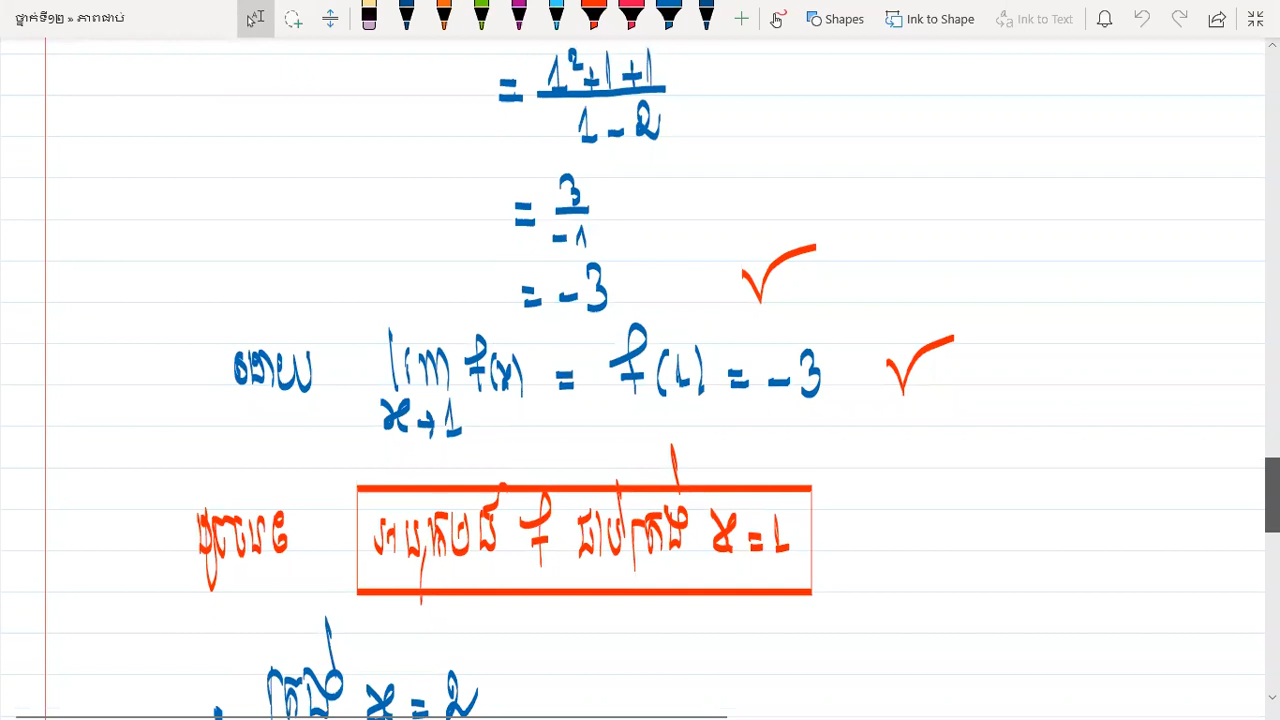 ថ្នាក់ទី១២ ៖ ភាពជាប់
Shapes
Ink to Shape
Ink to Text
= (1²+1+1)/(1-2)
= 3/-1
= -3 ✓
ដោយ lim x→1 f(x) = f(1) = -3 ✓
ដូចនេះ អនុគមន៍ f ជាប់ត្រង់ x=1
• ត្រង់ x = 2